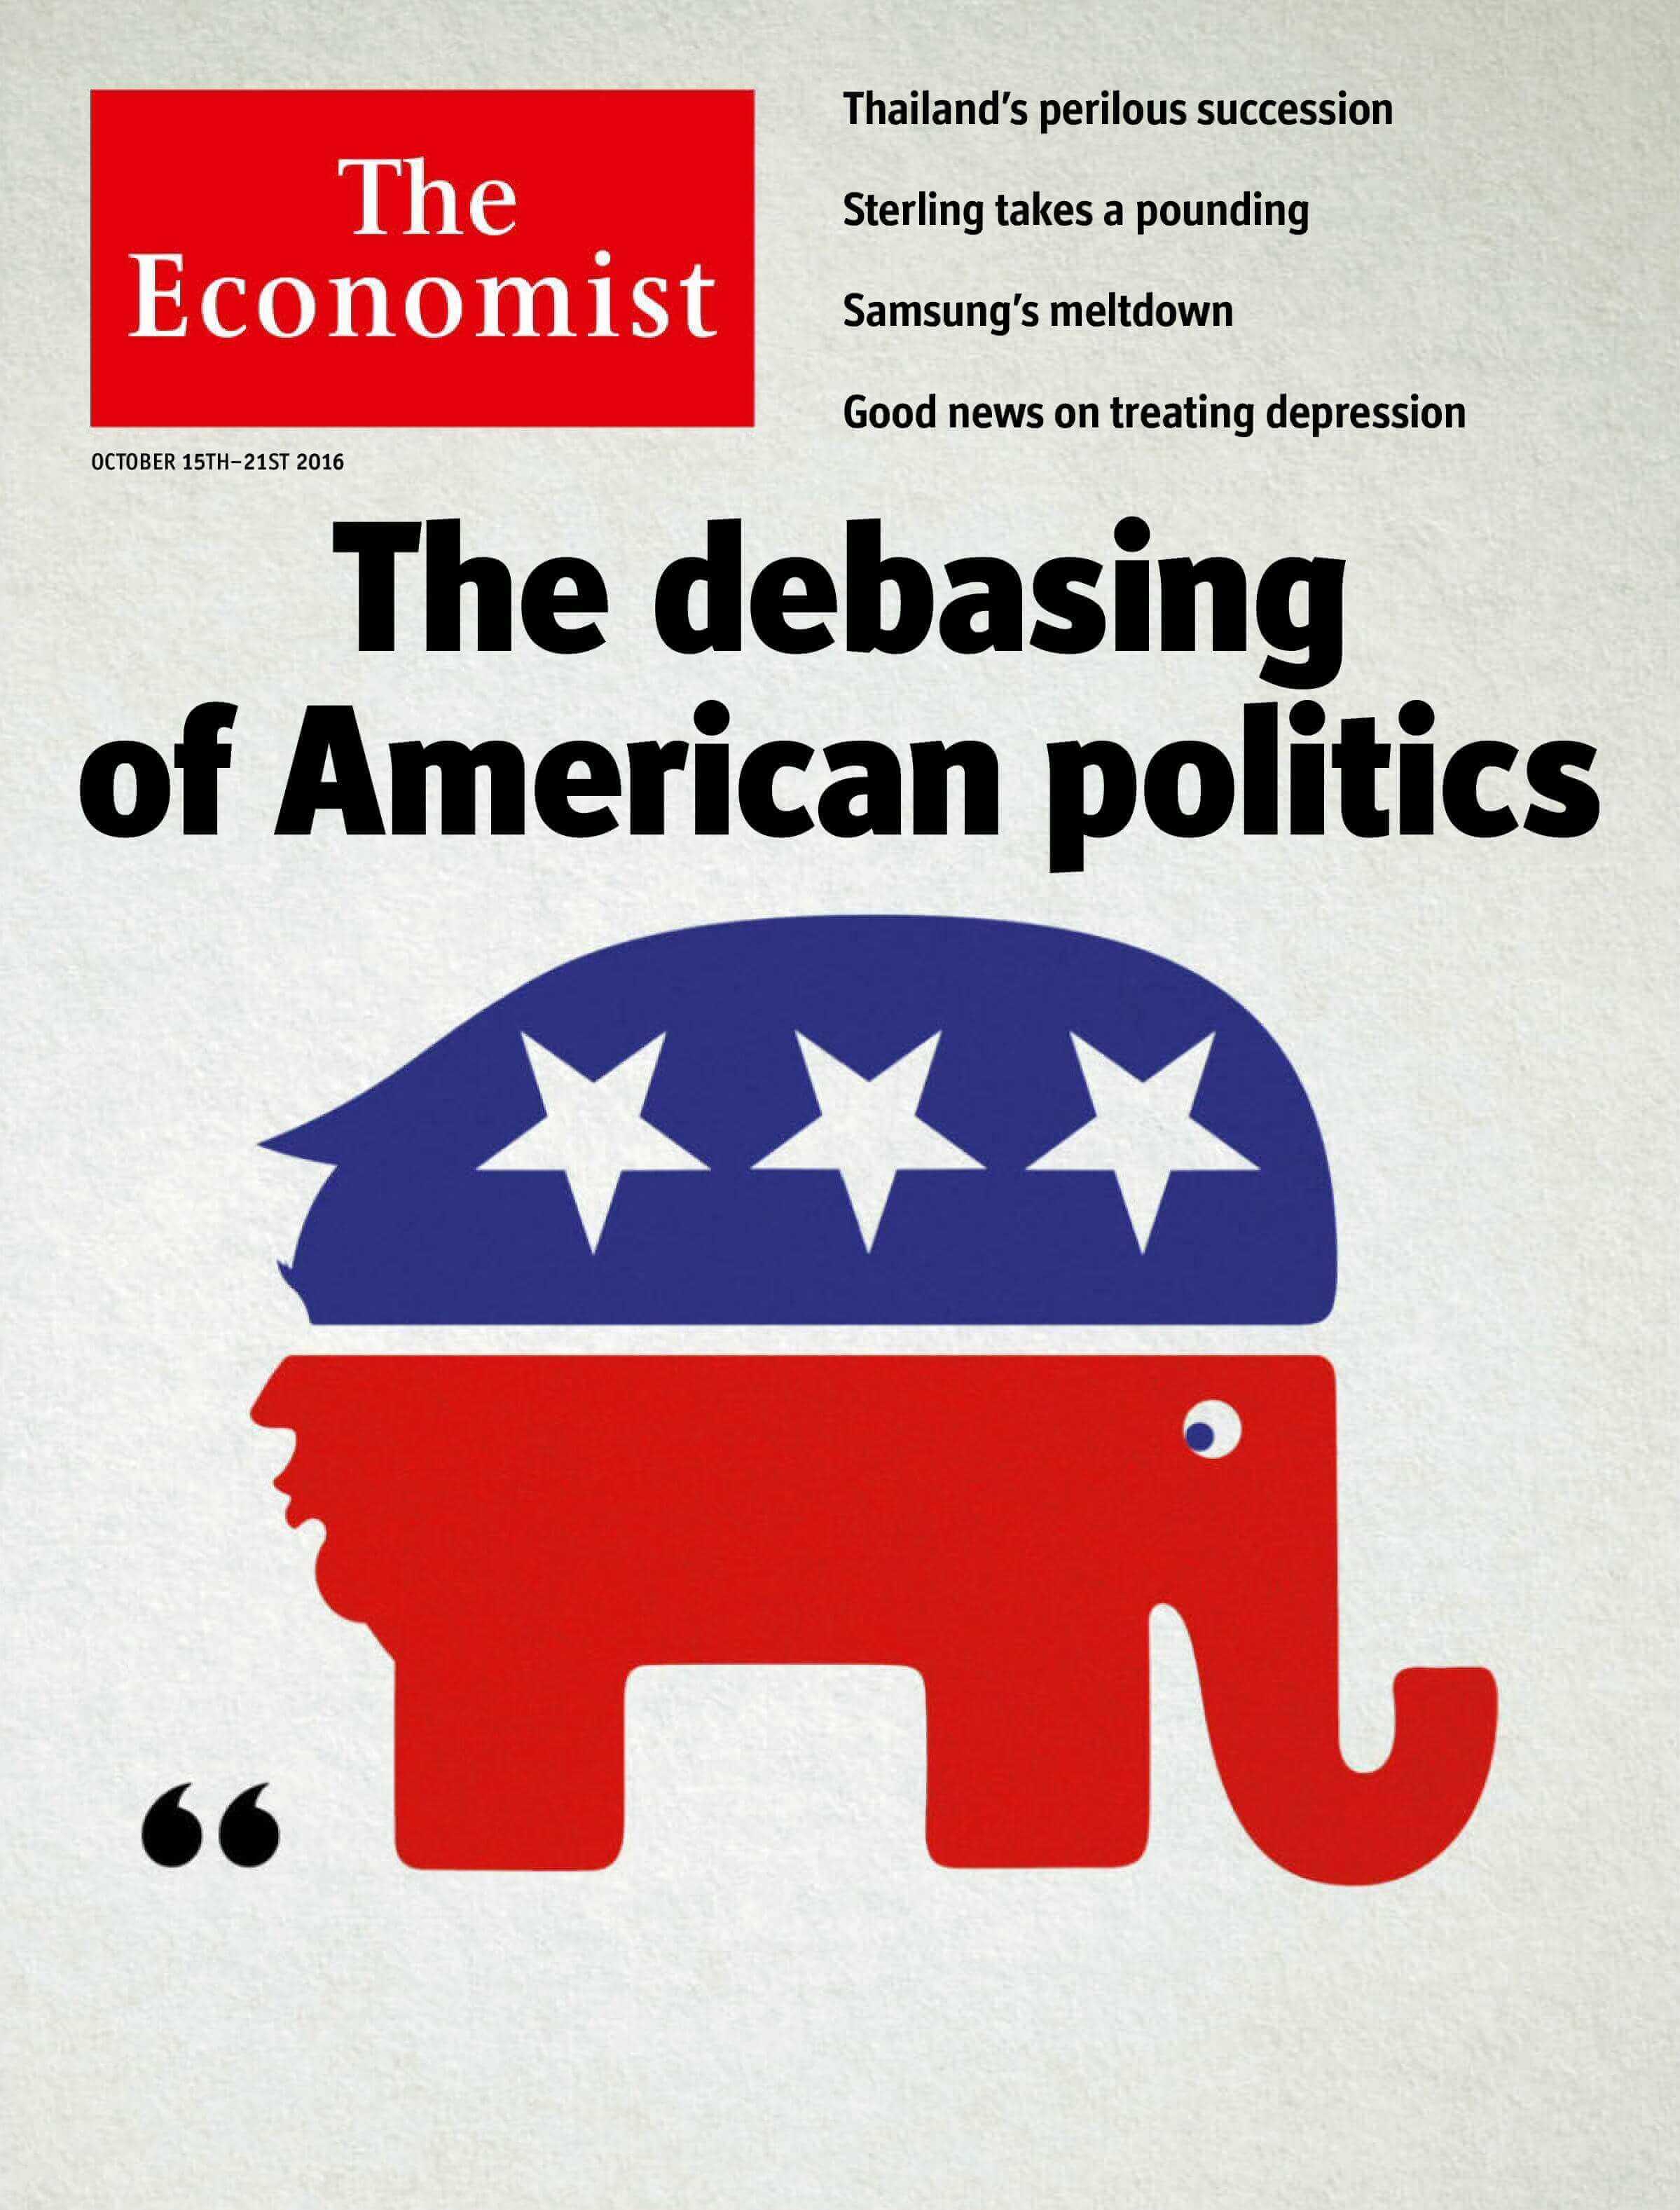 The
Economist
OCTOBER 15TH–21ST 2016
Thailand’s perilous succession
Sterling takes a pounding
Samsung’s meltdown
Good news on treating depression
The debasing
of American politics
“